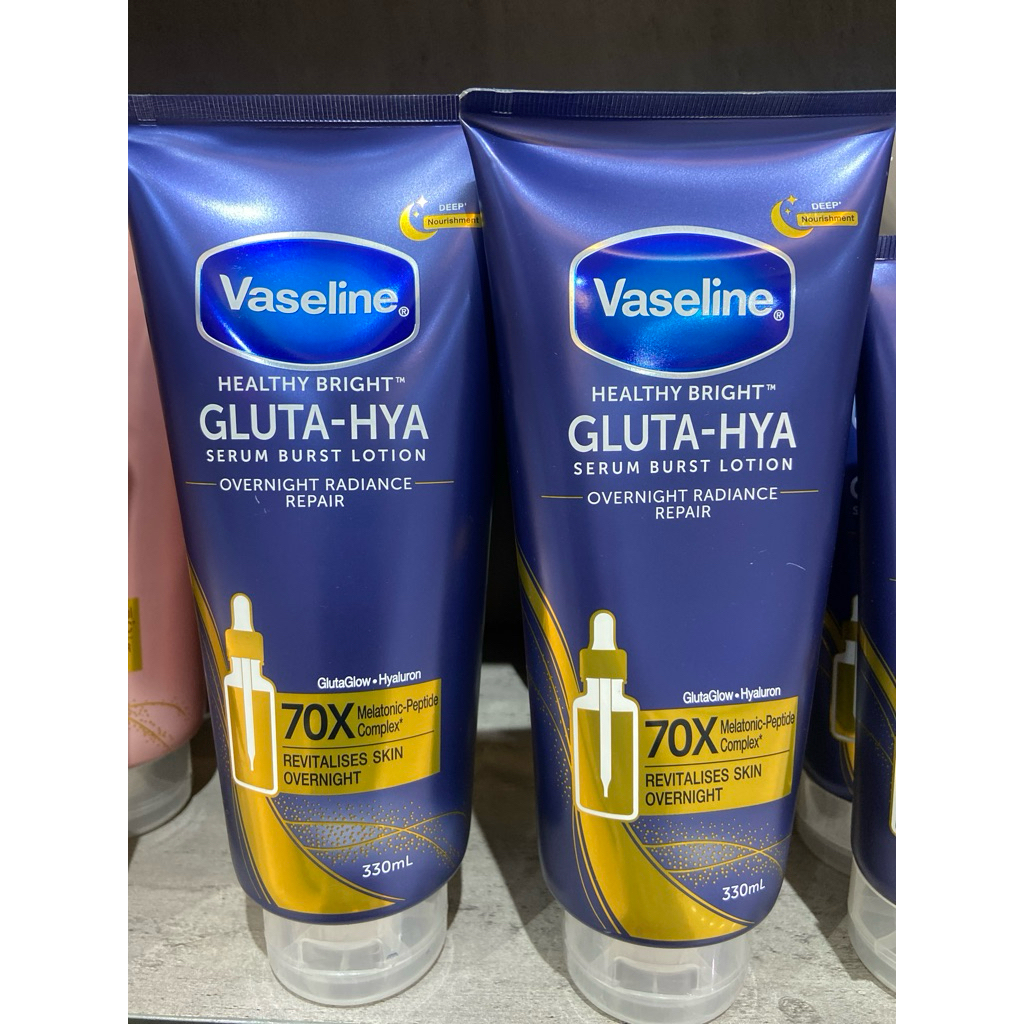 DEEP+
Nourishment
Vaseline®
HEALTHY BRIGHT™
GLUTA-HYA
SERUM BURST LOTION
OVERNIGHT RADIANCE
REPAIR
GlutaGlow • Hyaluron
70X Melatonic-Peptide
Complex*
REVITALISES SKIN
OVERNIGHT
330mL
DEEP+
Nourishment
Vaseline®
HEALTHY BRIGHT™
GLUTA-HYA
SERUM BURST LOTION
OVERNIGHT RADIANCE
REPAIR
GlutaGlow • Hyaluron
70X Melatonic-Peptide
Complex*
REVITALISES SKIN
OVERNIGHT
330mL